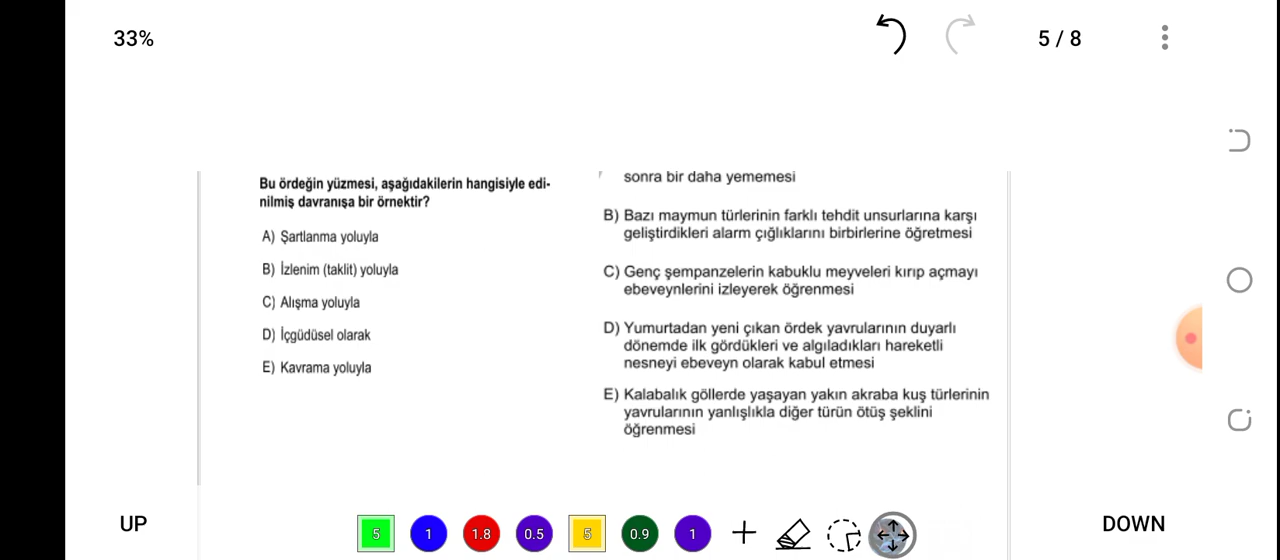 33%
5 / 8
Bu ördeğin yüzmesi, aşağıdakilerin hangisiyle edi-
nilmiş davranışa bir örnektir?
A) Şartlanma yoluyla
B) İzlenim (taklit) yoluyla
C) Alışma yoluyla
D) İçgüdüsel olarak
E) Kavrama yoluyla
sonra bir daha yememesi
B) Bazı maymun türlerinin farklı tehdit unsurlarına karşı
geliştirdikleri alarm çığlıklarını birbirlerine öğretmesi
C) Genç şempanzelerin kabuklu meyveleri kırıp açmayı
ebeveynlerini izleyerek öğrenmesi
D) Yumurtadan yeni çıkan ördek yavrularının duyarlı
dönemde ilk gördükleri ve algıladıkları hareketli
nesneyi ebeveyn olarak kabul etmesi
E) Kalabalık göllerde yaşayan yakın akraba kuş türlerinin
yavrularının yanlışlıkla diğer türün ötüş şeklini
öğrenmesi
UP
5
1
1.8
0.5
5
0.9
1
DOWN